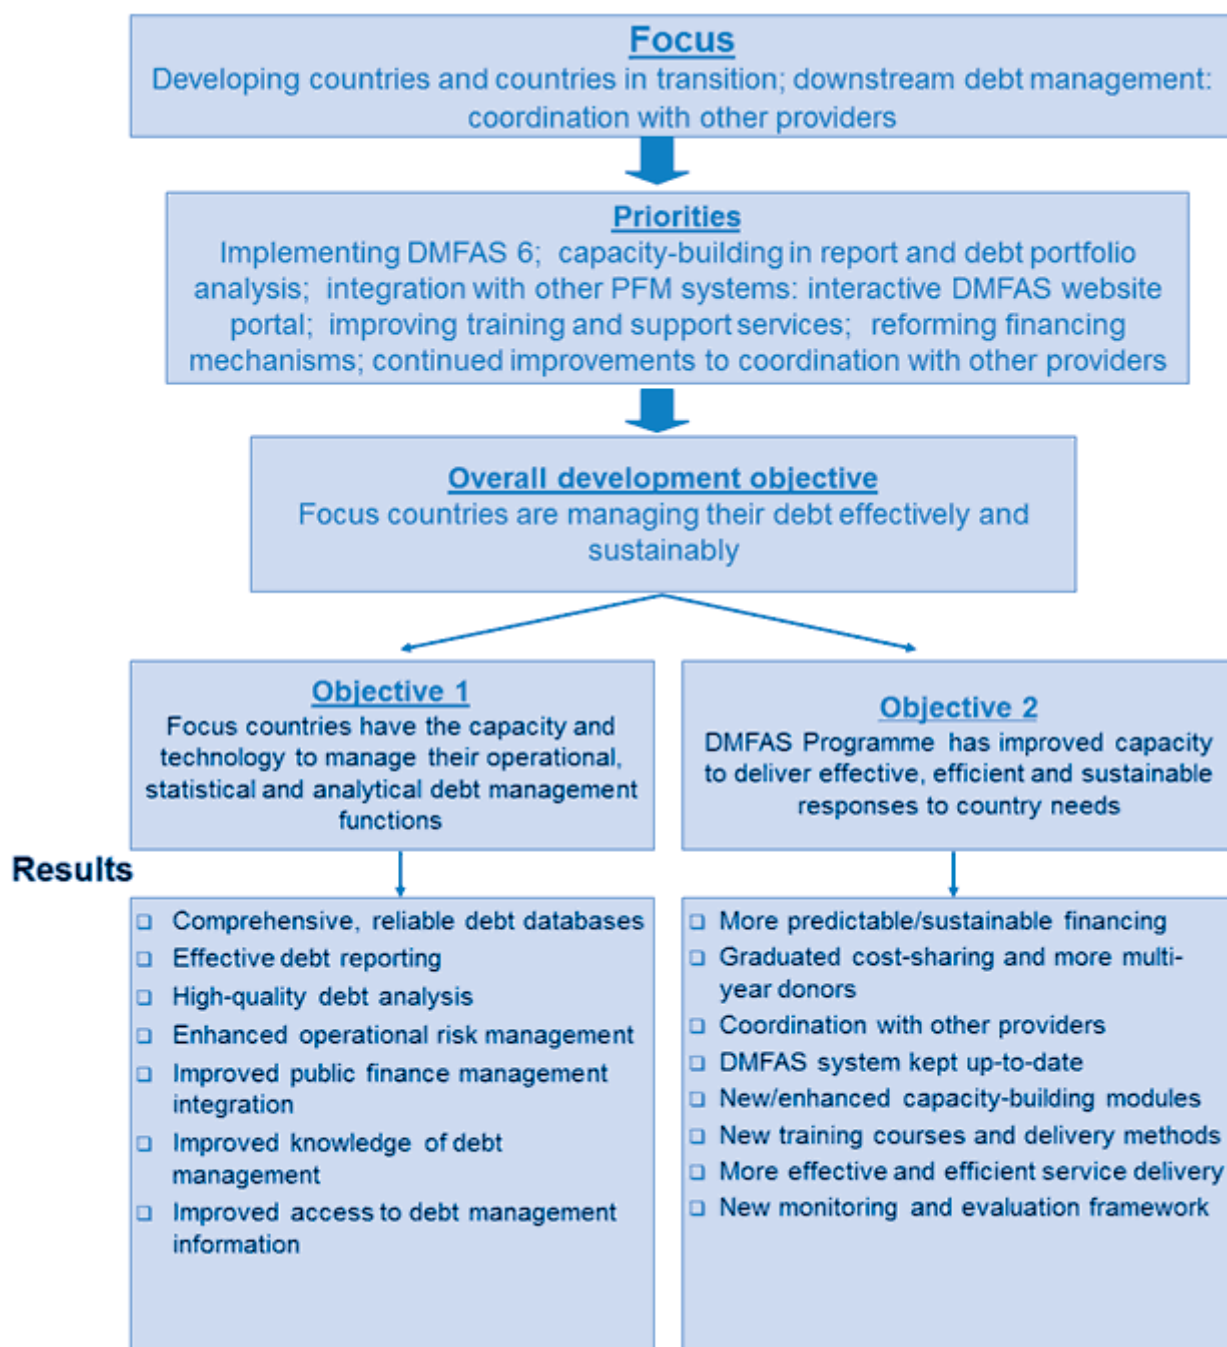 Focus
Developing countries and countries in transition; downstream debt management:
coordination with other providers
Priorities
Implementing DMFAS 6; capacity-building in report and debt portfolio
analysis; integration with other PFM systems: interactive DMFAS website
portal; improving training and support services; reforming financing
mechanisms; continued improvements to coordination with other providers
Overall development objective
Focus countries are managing their debt effectively and
sustainably
Objective 1
Focus countries have the capacity and
technology to manage their operational,
statistical and analytical debt management
functions
Objective 2
DMFAS Programme has improved capacity
to deliver effective, efficient and sustainable
responses to country needs
Results
Comprehensive, reliable debt databases
Effective debt reporting
High-quality debt analysis
Enhanced operational risk management
Improved public finance management
integration
Improved knowledge of debt
management
Improved access to debt management
information
More predictable/sustainable financing
Graduated cost-sharing and more multi-
year donors
Coordination with other providers
DMFAS system kept up-to-date
New/enhanced capacity-building modules
New training courses and delivery methods
More effective and efficient service delivery
New monitoring and evaluation framework